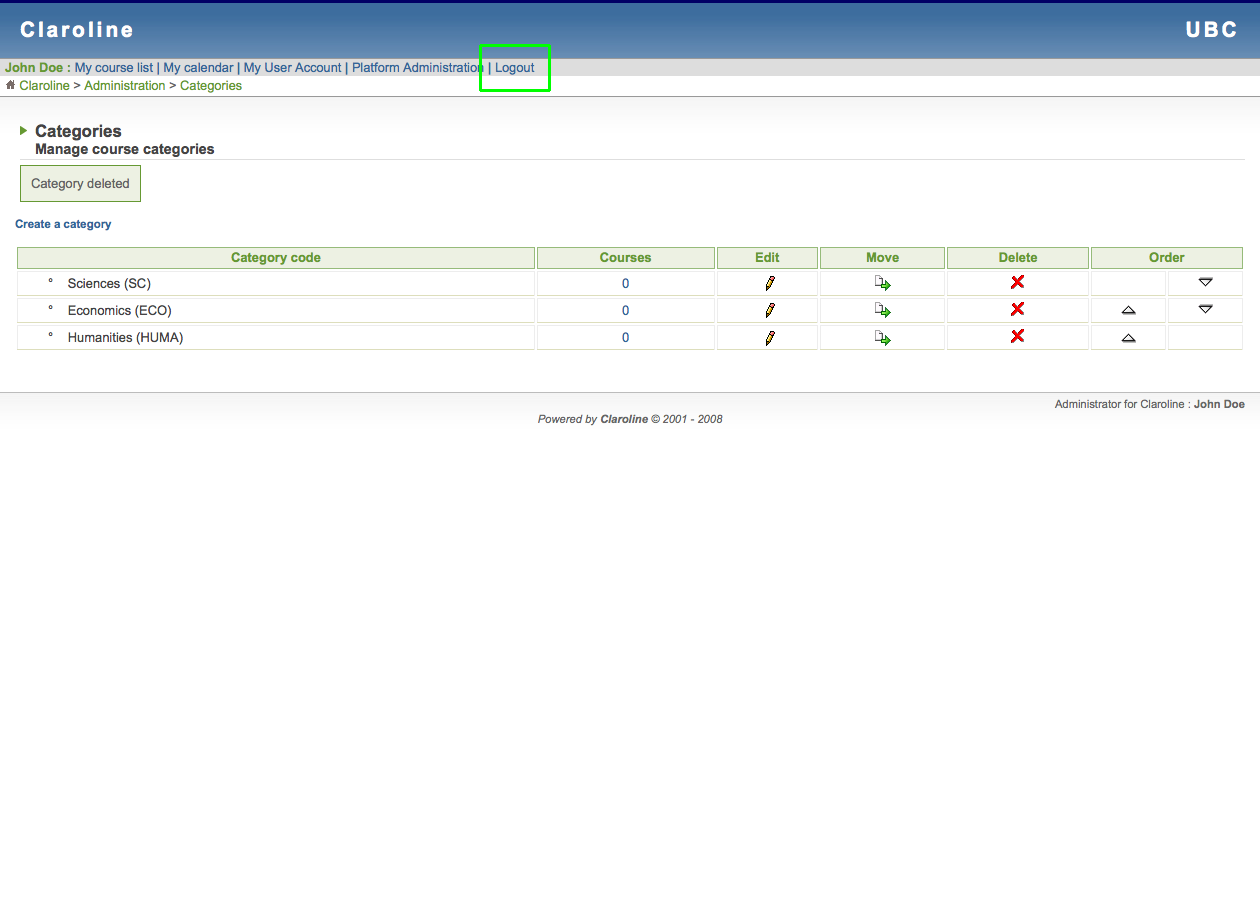 Claroline UBC
John Doe : My course list | My calendar | My User Account | Platform Administration | Logout
Claroline > Administration > Categories
Categories
Manage course categories
Category deleted
Create a category
Category code Courses Edit Move Delete Order
° Sciences (SC) 0
° Economics (ECO) 0
° Humanities (HUMA) 0
Administrator for Claroline : John Doe
Powered by Claroline © 2001 - 2008